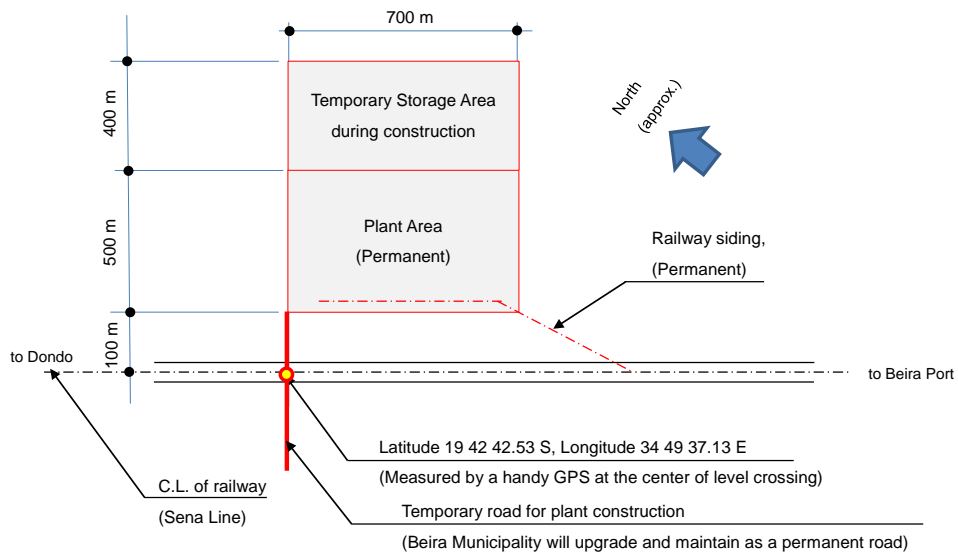 700 m
400 m
Temporary Storage Area
during construction
North
(approx.)
500 m
Plant Area
(Permanent)
Railway siding,
(Permanent)
100 m
to Dondo
to Beira Port
Latitude 19 42 42.53 S, Longitude 34 49 37.13 E
(Measured by a handy GPS at the center of level crossing)
C.L. of railway
(Sena Line)
Temporary road for plant construction
(Beira Municipality will upgrade and maintain as a permanent road)